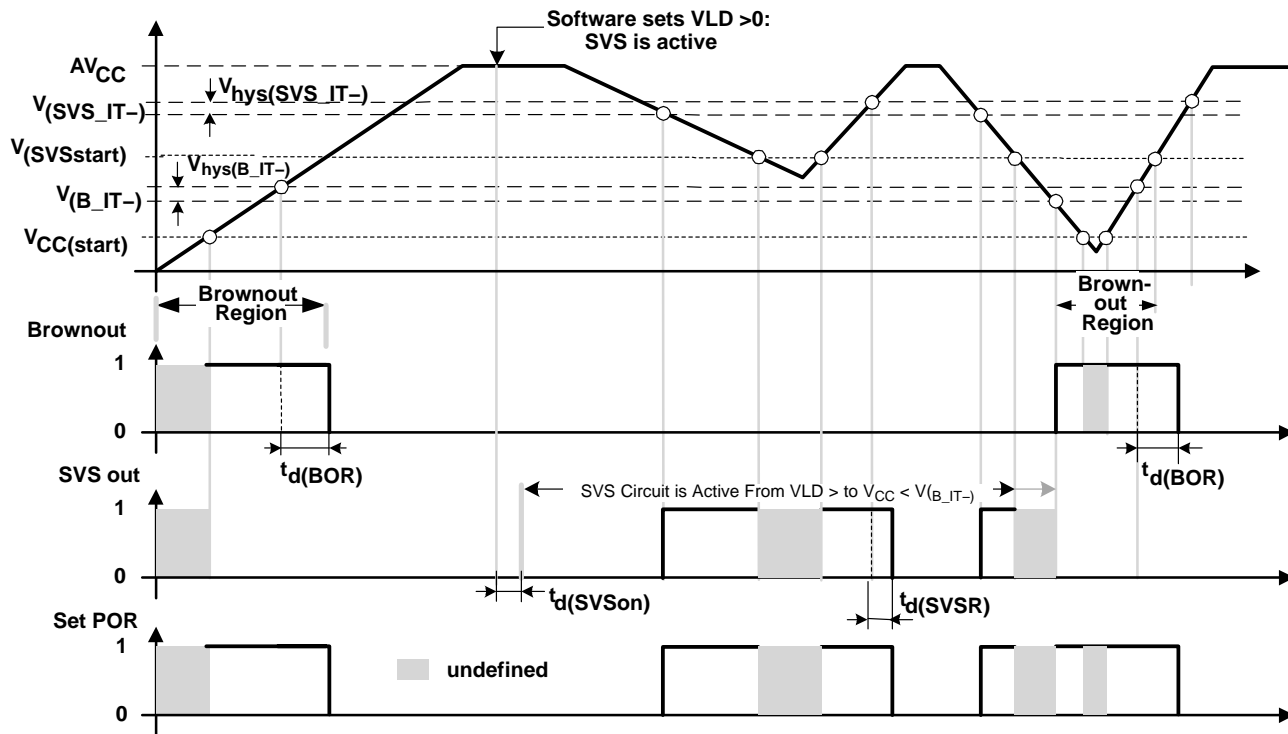 Software sets VLD >0:
SVS is active
AVCC
Vhys(SVS_IT–)
V(SVS_IT–)
V(SVSstart)
Vhys(B_IT–)
V(B_IT–)
VCC(start)
Brownout
Region
Brown-
out
Region
Brownout
1
0
td(BOR)
td(BOR)
SVS out
SVS Circuit is Active From VLD > to VCC < V(B_IT–)
1
0
td(SVSon)
td(SVSR)
Set POR
1
undefined
0